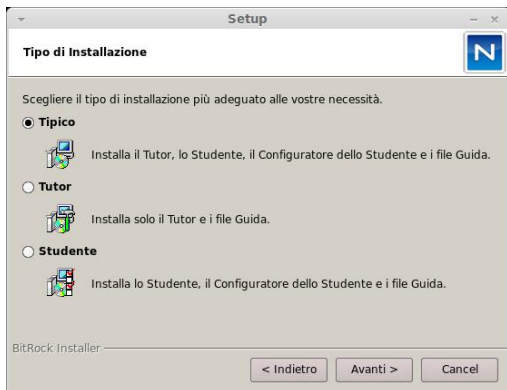 Setup
Tipo di Installazione
N
Scegliere il tipo di installazione più adeguato alle vostre necessità.
Tipico
Installa il Tutor, lo Studente, il Configuratore dello Studente e i file Guida.
Tutor
Installa solo il Tutor e i file Guida.
Studente
Installa lo Studente, il Configuratore dello Studente e i file Guida.
BitRock Installer
< Indietro Avanti > Cancel